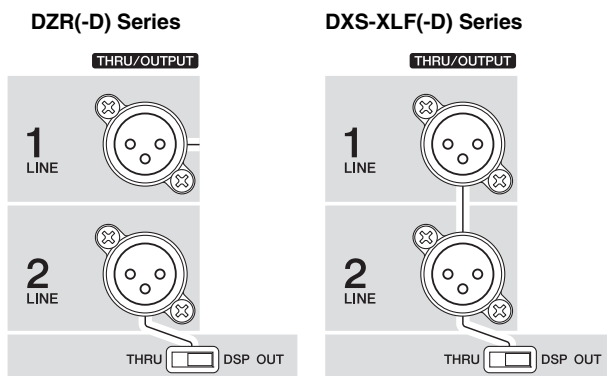 DZR(-D) Series
THRU/OUTPUT
1
LINE
2
LINE
THRU DSP OUT
DXS-XLF(-D) Series
THRU/OUTPUT
1
LINE
2
LINE
THRU DSP OUT